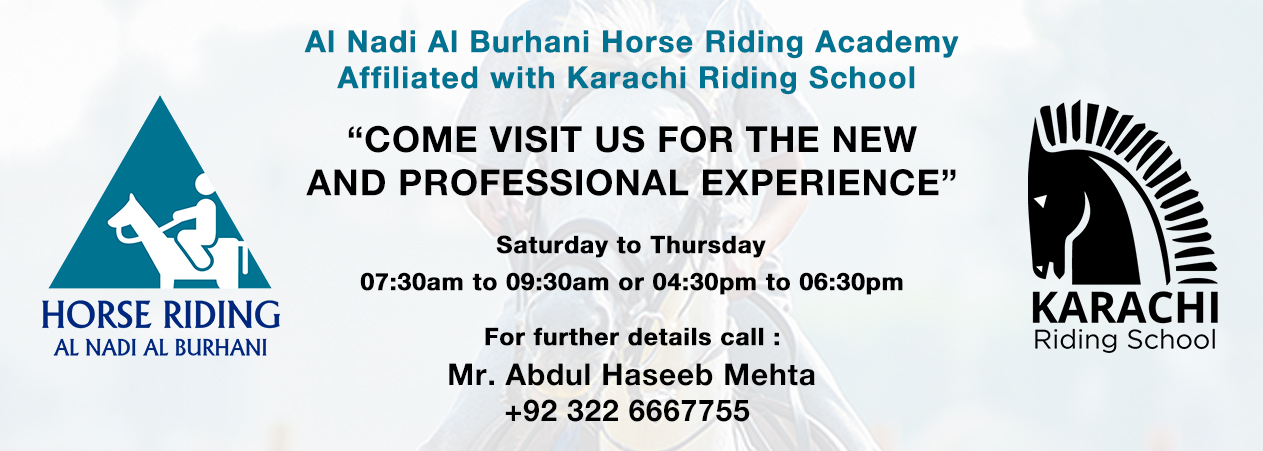 Al Nadi Al Burhani Horse Riding Academy
Affiliated with Karachi Riding School
“COME VISIT US FOR THE NEW
AND PROFESSIONAL EXPERIENCE”
Saturday to Thursday
07:30am to 09:30am or 04:30pm to 06:30pm
For further details call :
Mr. Abdul Haseeb Mehta
+92 322 6667755
HORSE RIDING
AL NADI AL BURHANI
KARACHI
Riding School